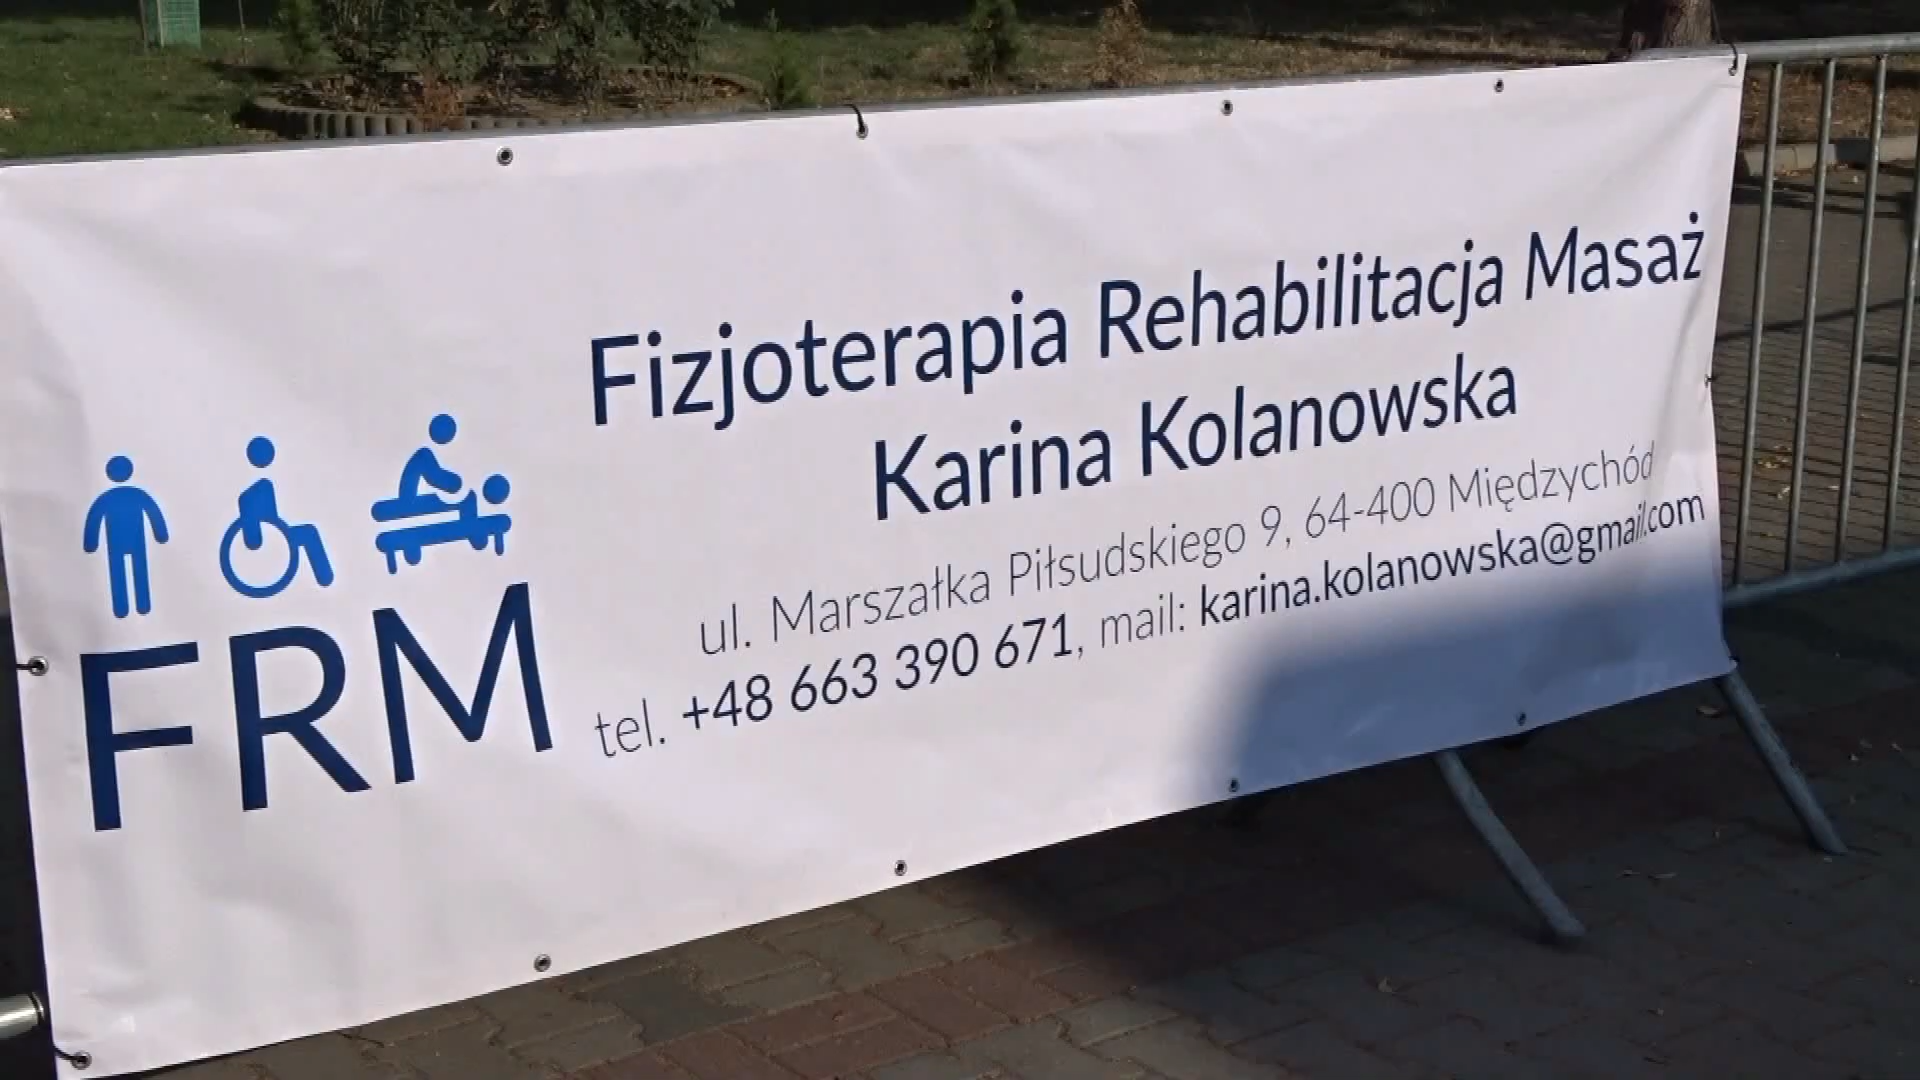 FRM
Fizjoterapia Rehabilitacja Masaż
Karina Kolanowska
ul. Marszałka Piłsudskiego 9, 64-400 Międzychód
tel. +48 663 390 671, mail: karina.kolanowska@gmail.com